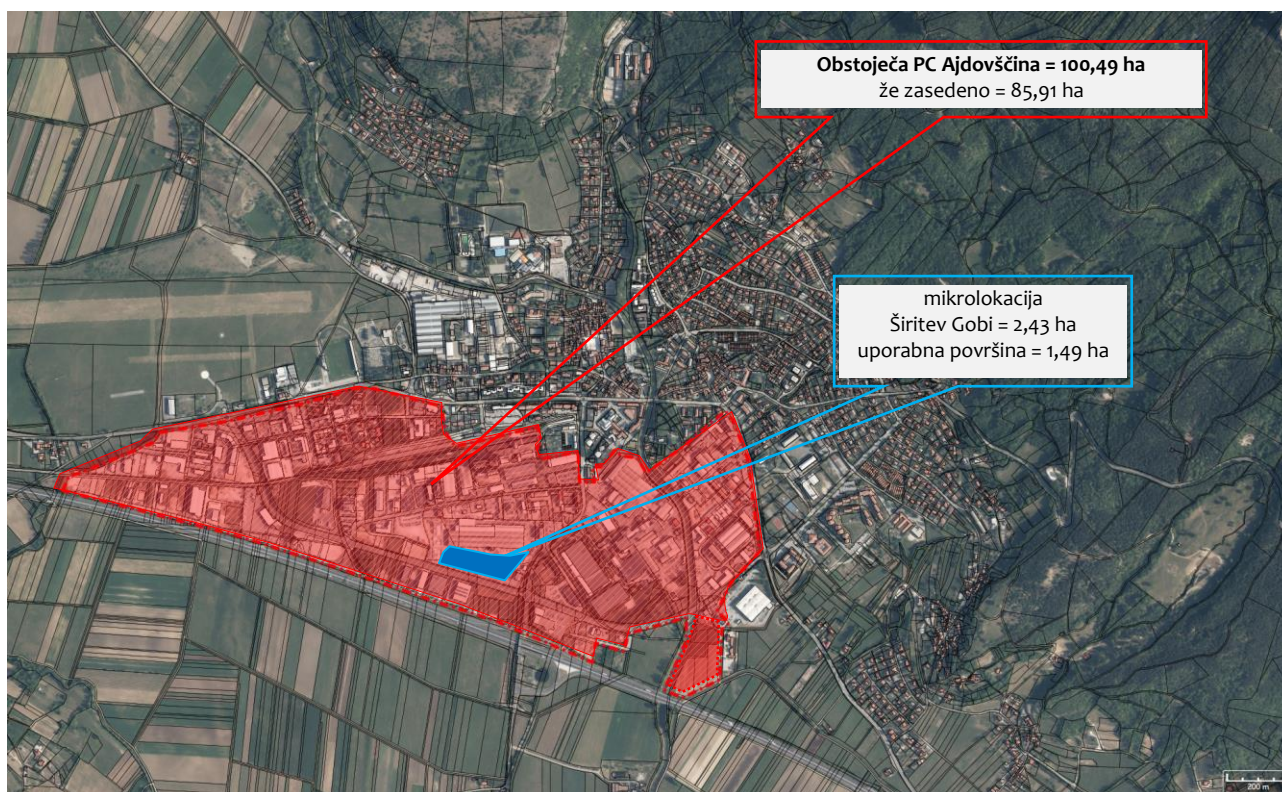 Obstoječa PC Ajdovščina = 100,49 ha
že zasedeno = 85,91 ha
mikrolokacija
Širitev Gobi = 2,43 ha
uporabna površina = 1,49 ha
200 m